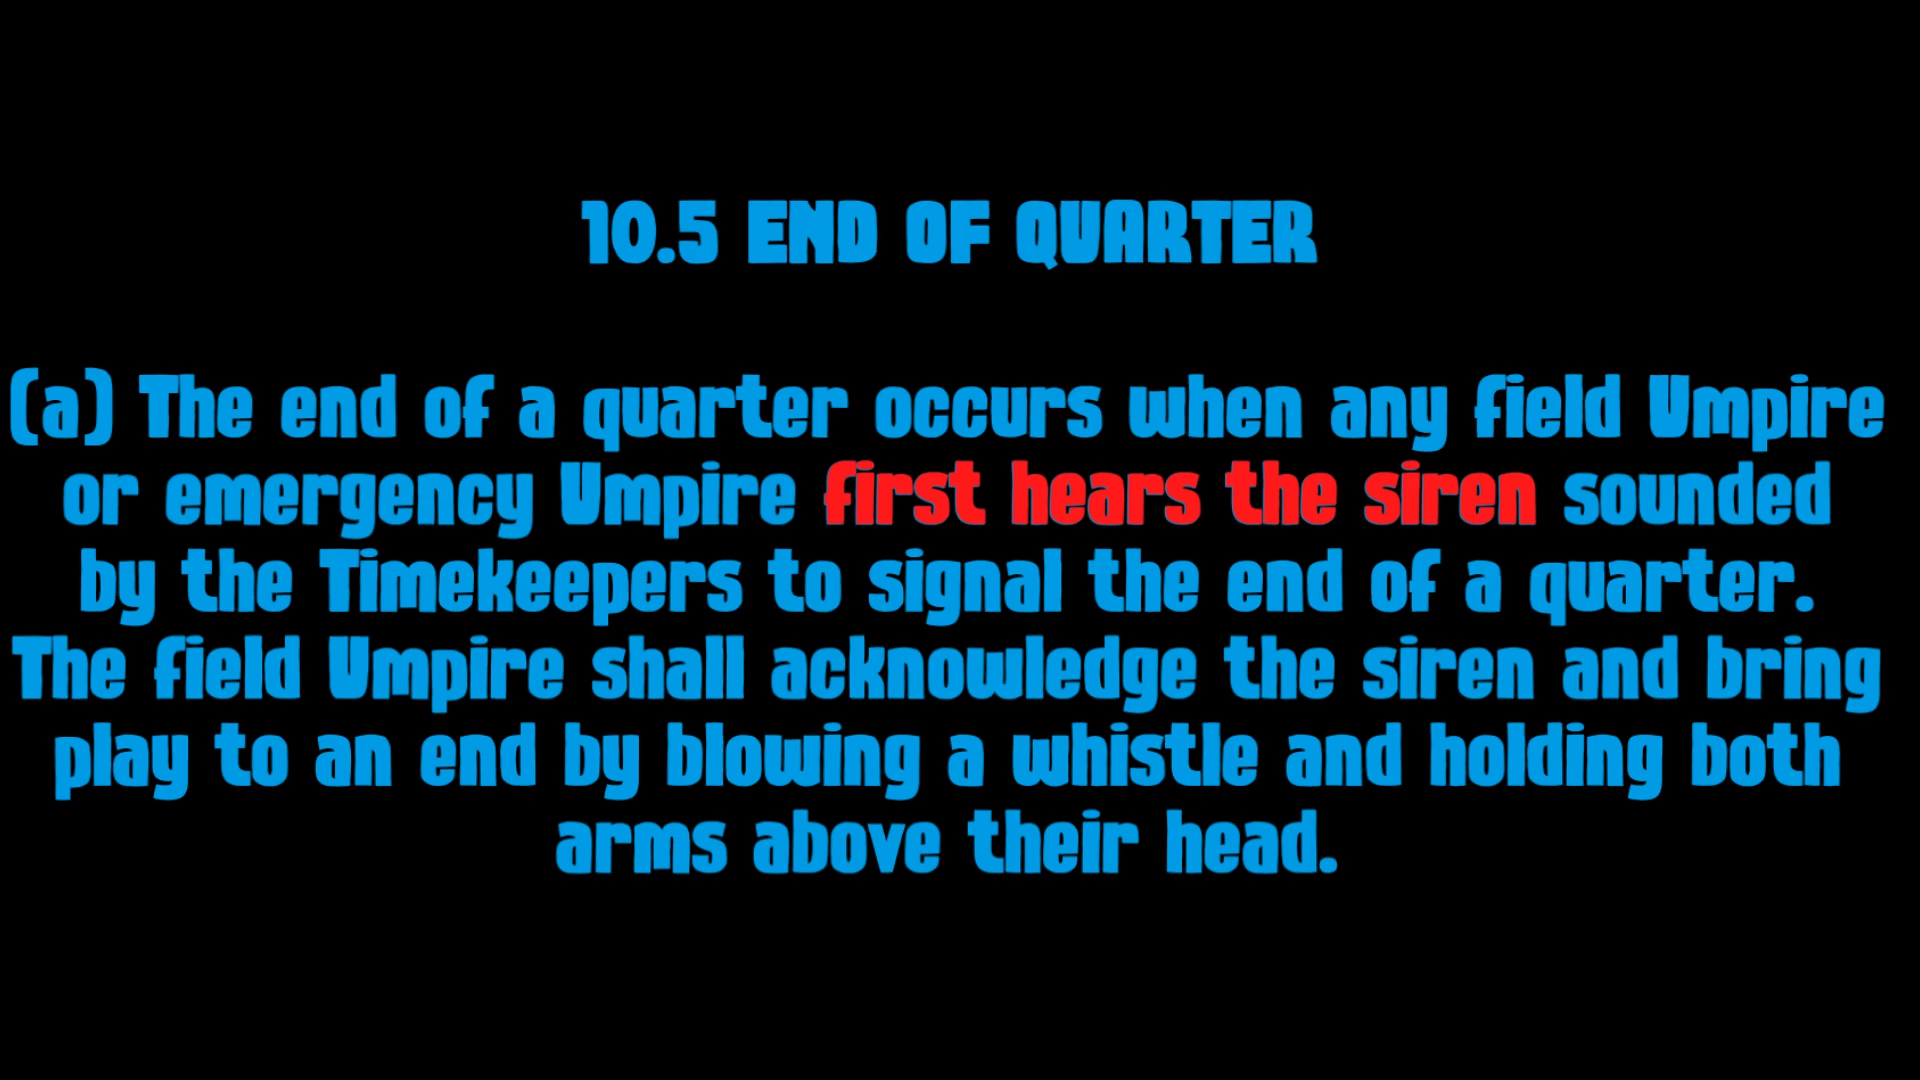 10.5 END OF QUARTER
(a) The end of a quarter occurs when any field Umpire
or emergency Umpire first hears the siren sounded
by the Timekeepers to signal the end of a quarter.
The field Umpire shall acknowledge the siren and bring
play to an end by blowing a whistle and holding both
arms above their head.